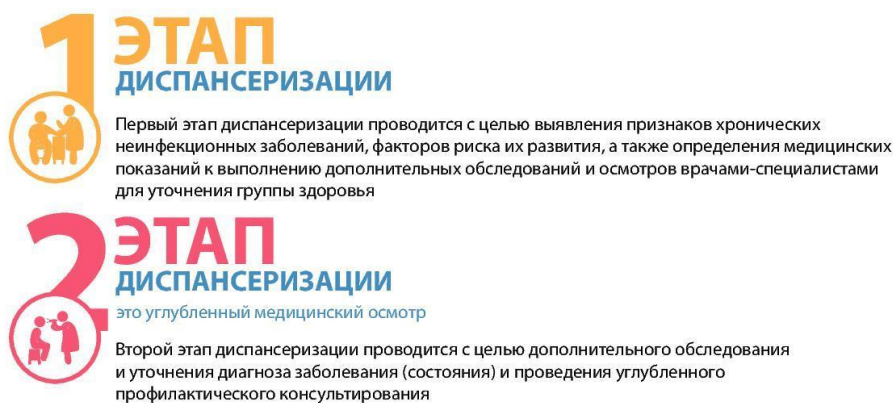 1 ЭТАП
ДИСПАНСЕРИЗАЦИИ
Первый этап диспансеризации проводится с целью выявления признаков хронических
неинфекционных заболеваний, факторов риска их развития, а также определения медицинских
показаний к выполнению дополнительных обследований и осмотров врачами-специалистами
для уточнения группы здоровья
2 ЭТАП
ДИСПАНСЕРИЗАЦИИ
это углубленный медицинский осмотр
Второй этап диспансеризации проводится с целью дополнительного обследования
и уточнения диагноза заболевания (состояния) и проведения углубленного
профилактического консультирования